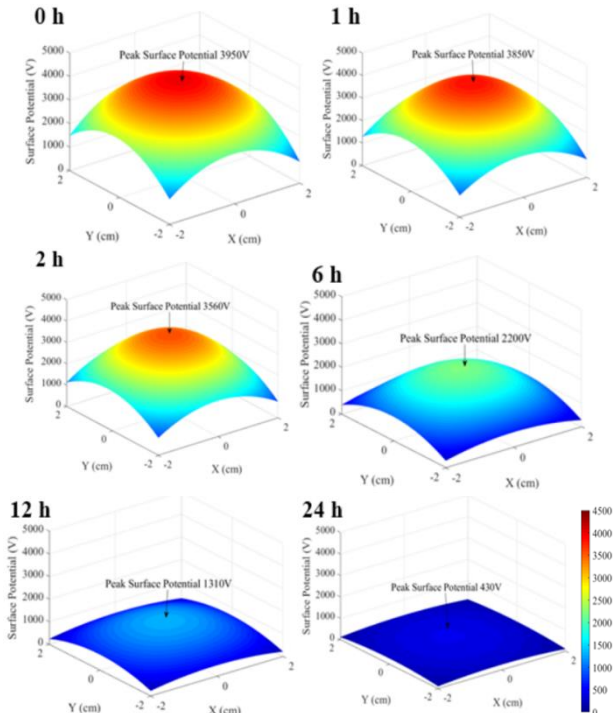 0 h
Peak Surface Potential 3950V
Surface Potential (V)
5000
4000
3000
2000
1000
0
2
0
-2
Y (cm)
-2
0
2
X (cm)
1 h
Peak Surface Potential 3850V
Surface Potential (V)
5000
4000
3000
2000
1000
0
2
0
-2
Y (cm)
-2
0
2
X (cm)
2 h
Peak Surface Potential 3560V
Surface Potential (V)
5000
4000
3000
2000
1000
0
2
0
-2
Y (cm)
-2
0
2
X (cm)
6 h
Peak Surface Potential 2200V
Surface Potential (V)
5000
4000
3000
2000
1000
0
2
0
-2
Y (cm)
-2
0
2
X (cm)
12 h
Peak Surface Potential 1310V
Surface Potential (V)
5000
4000
3000
2000
1000
0
2
0
-2
Y (cm)
-2
0
2
X (cm)
24 h
Peak Surface Potential 430V
Surface Potential (V)
5000
4000
3000
2000
1000
0
2
0
-2
Y (cm)
-2
0
2
X (cm)
4500
4000
3500
3000
2500
2000
1500
1000
500
0